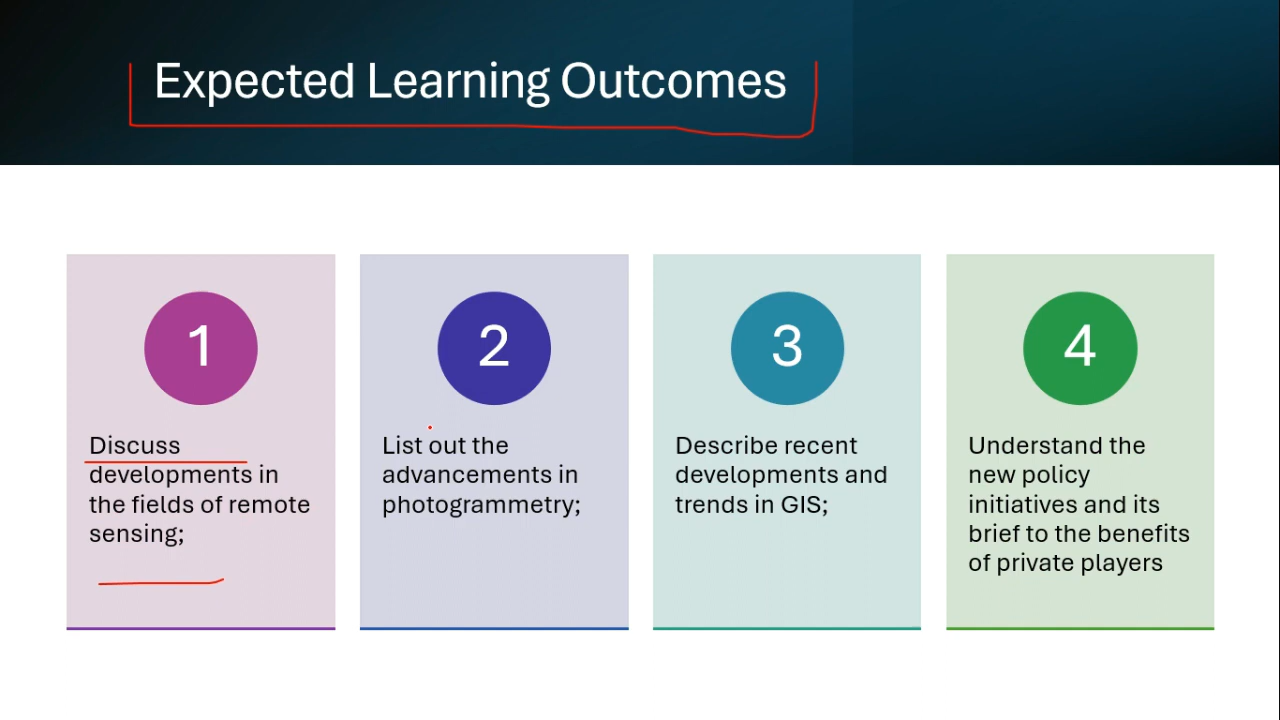 Expected Learning Outcomes
1
Discuss
developments in
the fields of remote
sensing;
2
List out the
advancements in
photogrammetry;
3
Describe recent
developments and
trends in GIS;
4
Understand the
new policy
initiatives and its
brief to the benefits
of private players